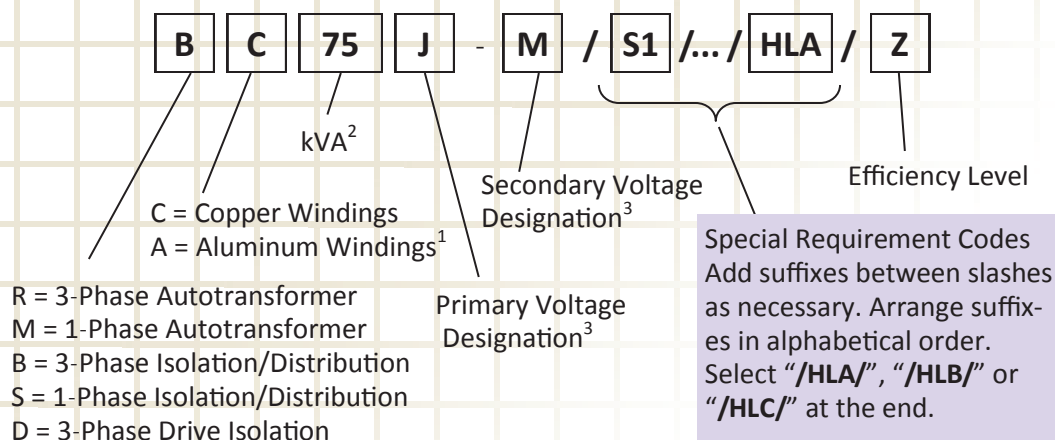 B C 75 J - M / S1 /... / HLA / Z
kVA²
Efficiency Level
Secondary Voltage
Designation³
C = Copper Windings
A = Aluminum Windings¹
Special Requirement Codes
Add suffixes between slashes
as necessary. Arrange suffix-
es in alphabetical order.
Select “/HLA/”, “/HLB/” or
“/HLC/” at the end.
Primary Voltage
Designation³
R = 3-Phase Autotransformer
M = 1-Phase Autotransformer
B = 3-Phase Isolation/Distribution
S = 1-Phase Isolation/Distribution
D = 3-Phase Drive Isolation